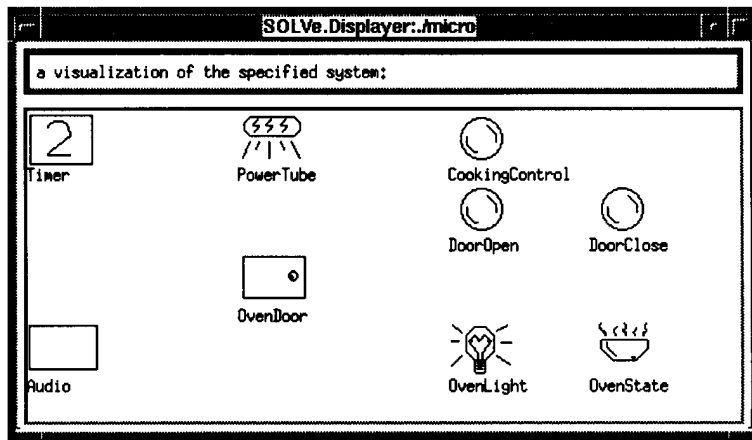 SOLVe.Displayer:./micro
a visualization of the specified system:
2
Timer
PowerTube
CookingControl
DoorOpen
DoorClose
OvenDoor
Audio
OvenLight
OvenState